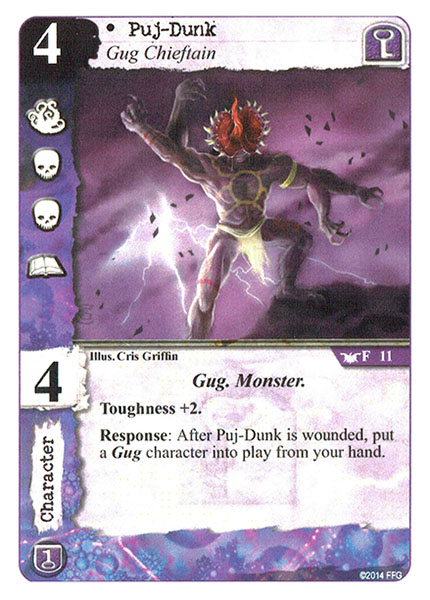 4
• Puj-Dunk
Gug Chieftain
Illus. Cris Griffin
F 11
4
Gug. Monster.
Toughness +2.
Response: After Puj-Dunk is wounded, put
a Gug character into play from your hand.
Character
1
©2014 FFG